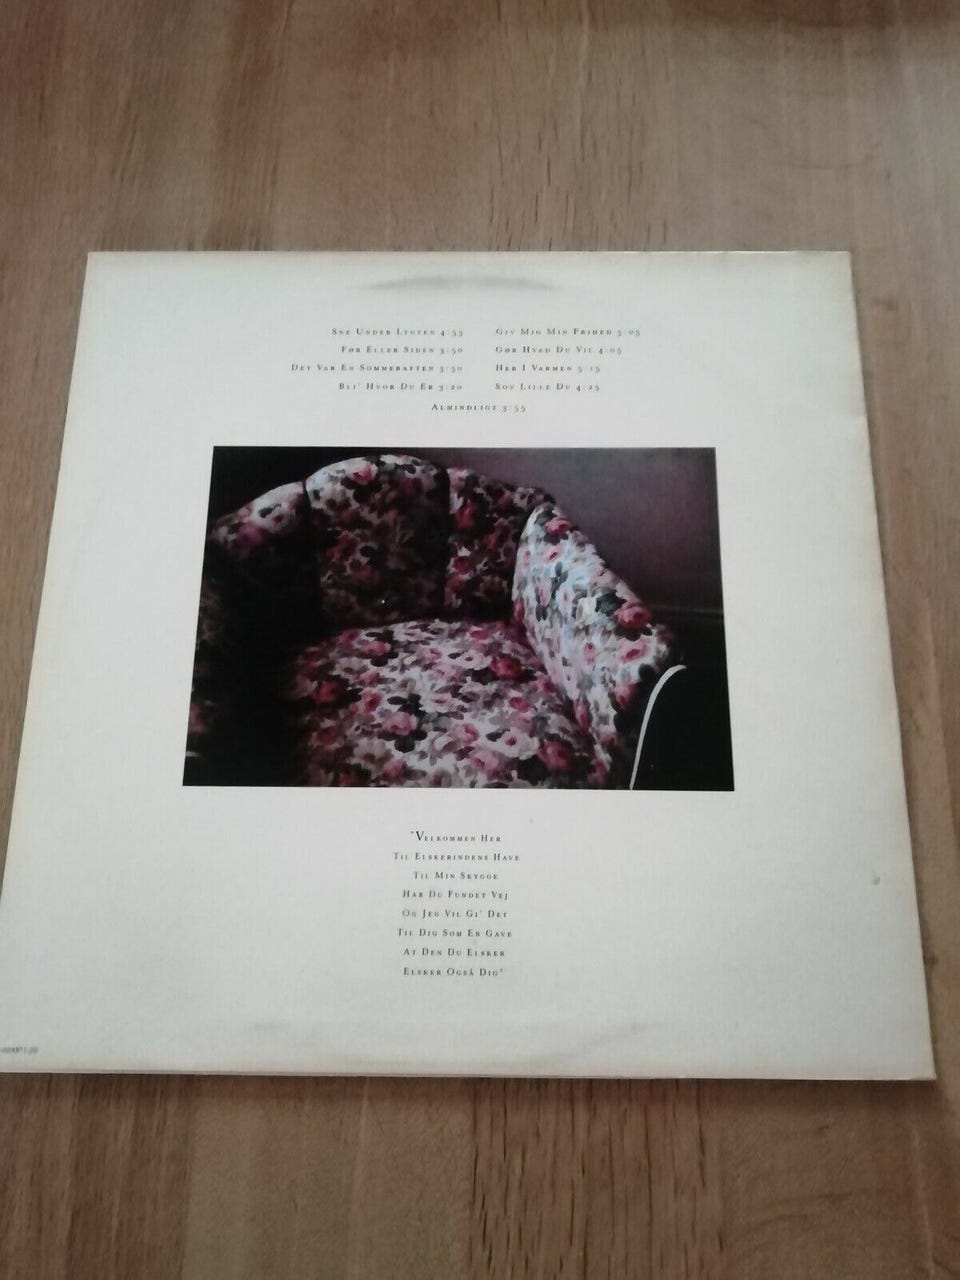 Sne Under Lygten 4:55
Før Eller Siden 3:50
Det Var En Sommeraften 3:50
Bli' Hvor Du Er 3:20
Giv Mig Min Frihed 5:05
Gør Hvad Du Vil 4:05
Her I Varmen 5:15
Sov Lille Du 4:25
Almindligt 3:55
"Velkommen Her
Til Elskerindens Have
Til Min Skygge
Har Du Fundet Vej
Og Jeg Vil Gi' Det
Til Dig Som En Gave
At Den Du Elsker
Elsker Også Dig"